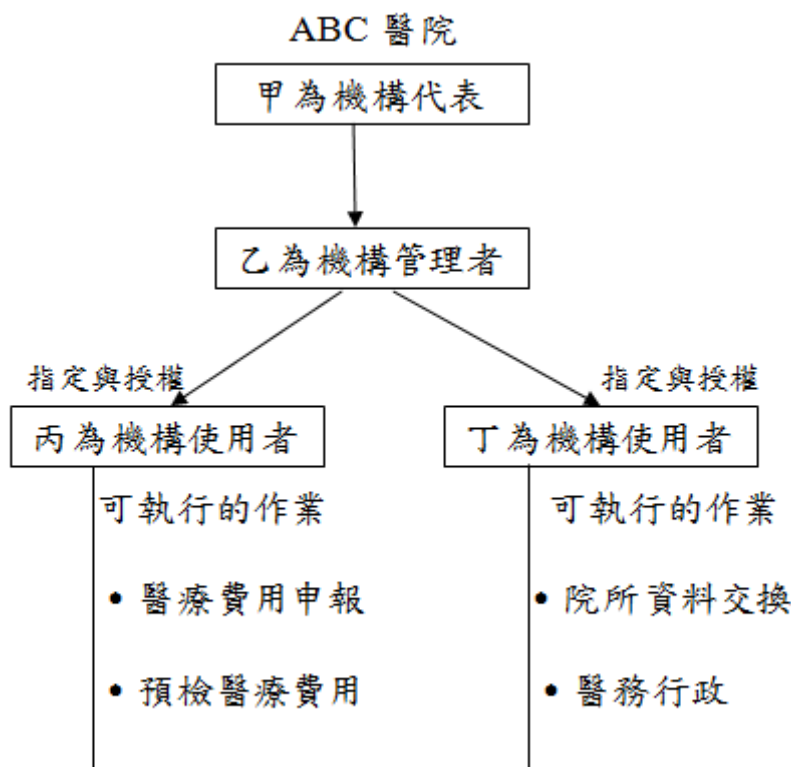 ABC 醫院
甲為機構代表
乙為機構管理者
指定與授權
指定與授權
丙為機構使用者
丁為機構使用者
可執行的作業
• 醫療費用申報
• 預檢醫療費用
可執行的作業
• 院所資料交換
• 醫務行政